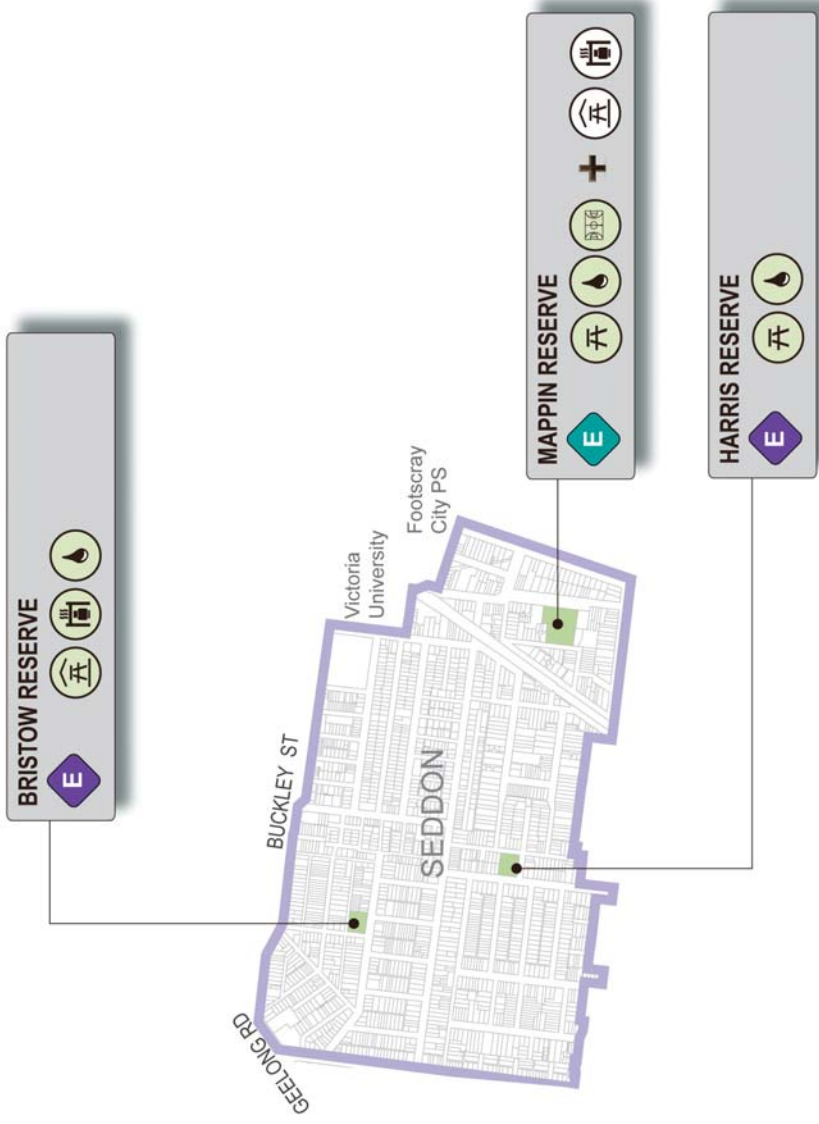 BRISTOW RESERVE
E
BUCKLEY ST
GEELONG RD
SEDDON
Victoria
University
Footscray
City PS
MAPPIN RESERVE
E
+
HARRIS RESERVE
E